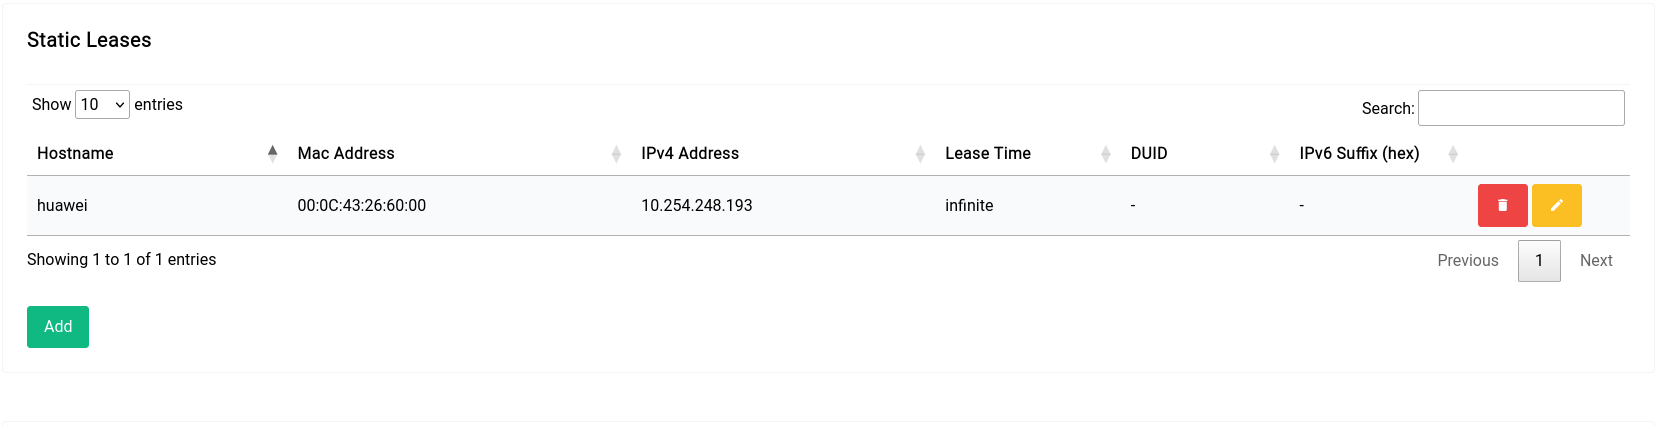 Static Leases
Show 10 entries
Search:
Hostname Mac Address IPv4 Address Lease Time DUID IPv6 Suffix (hex)
huawei 00:0C:43:26:60:00 10.254.248.193 infinite - -
Showing 1 to 1 of 1 entries
Previous 1 Next
Add